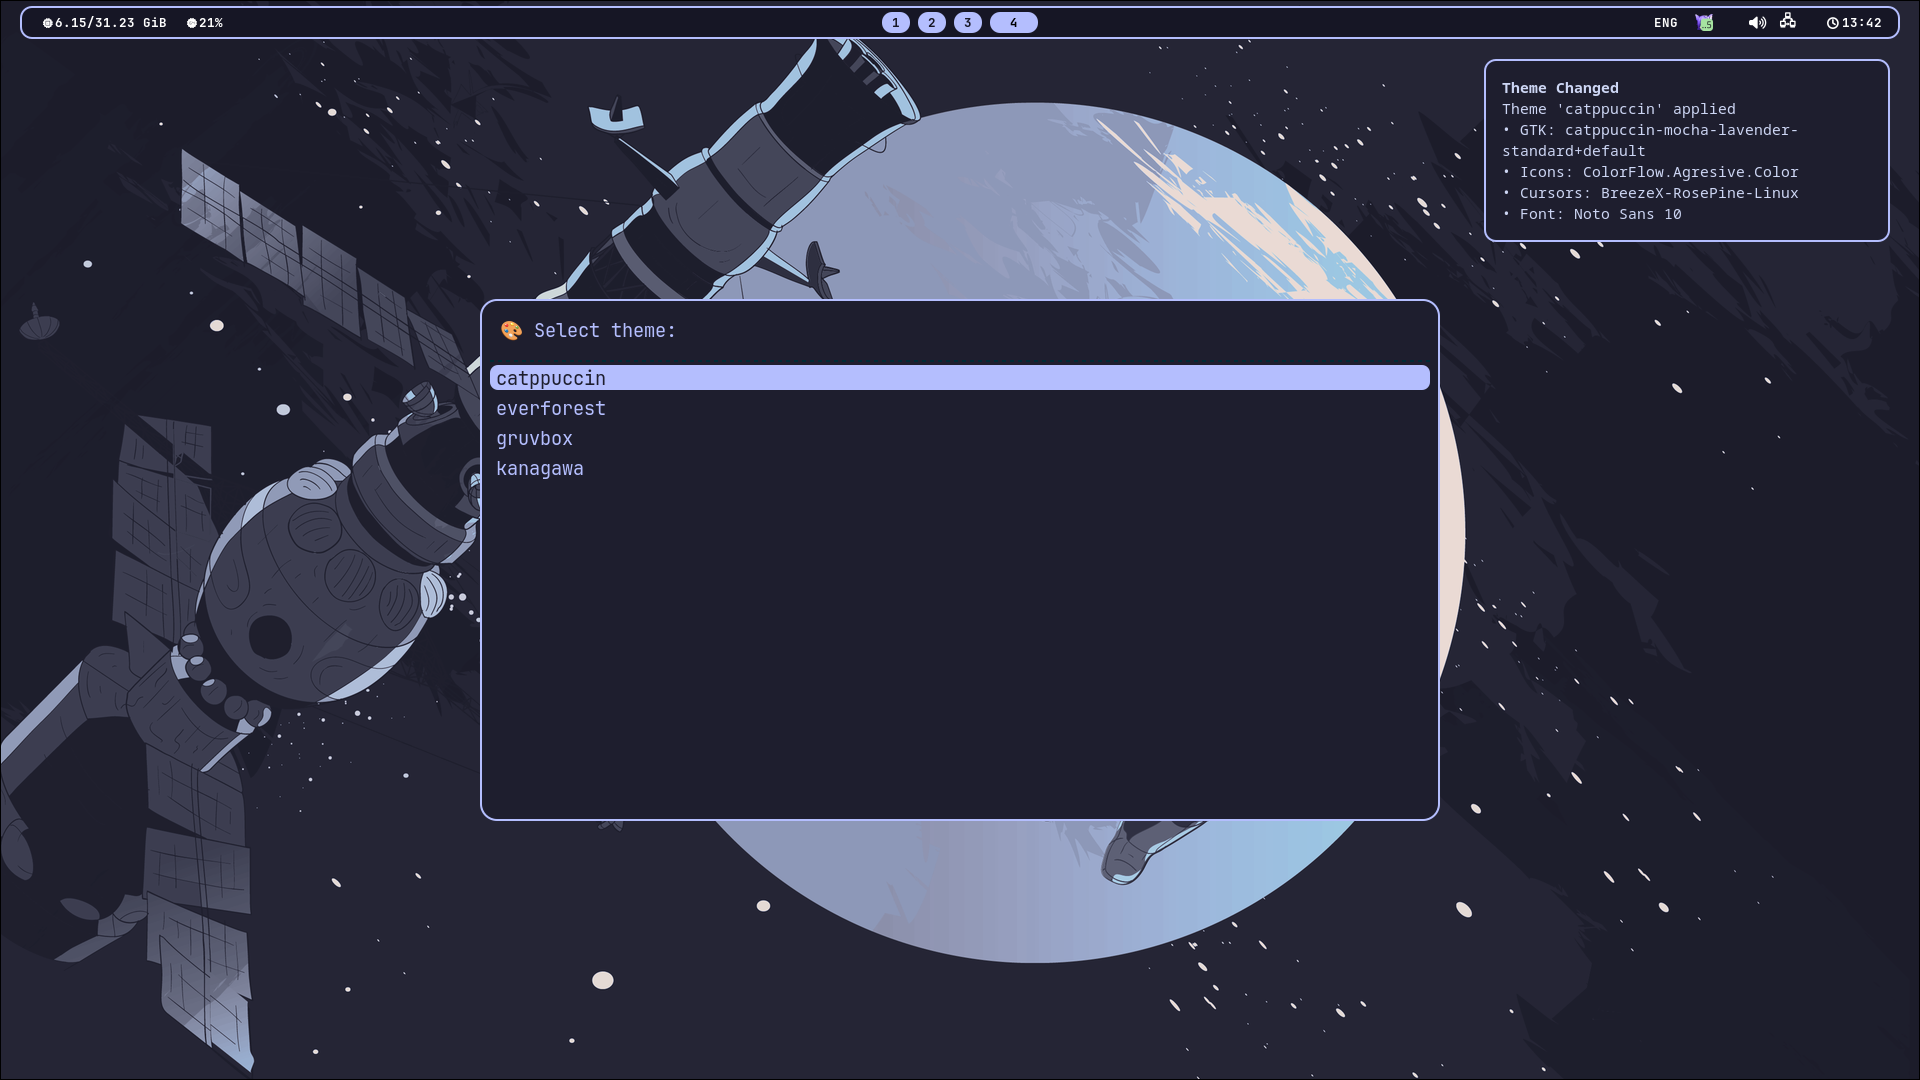 6.15/31.23 GiB 21% 1 2 3 4 ENG 13:42
Theme Changed
Theme 'catppuccin' applied
• GTK: catppuccin-mocha-lavender-
standard+default
• Icons: ColorFlow.Agresive.Color
• Cursors: BreezeX-RosePine-Linux
• Font: Noto Sans 10
🎨 Select theme:
catppuccin
everforest
gruvbox
kanagawa